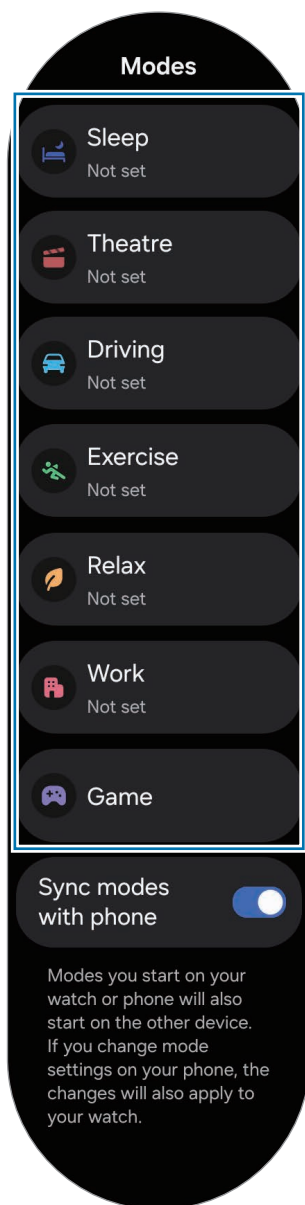 Modes
Sleep
Not set
Theatre
Not set
Driving
Not set
Exercise
Not set
Relax
Not set
Work
Not set
Game
Sync modes
with phone
Modes you start on your
watch or phone will also
start on the other device.
If you change mode
settings on your phone, the
changes will also apply to
your watch.